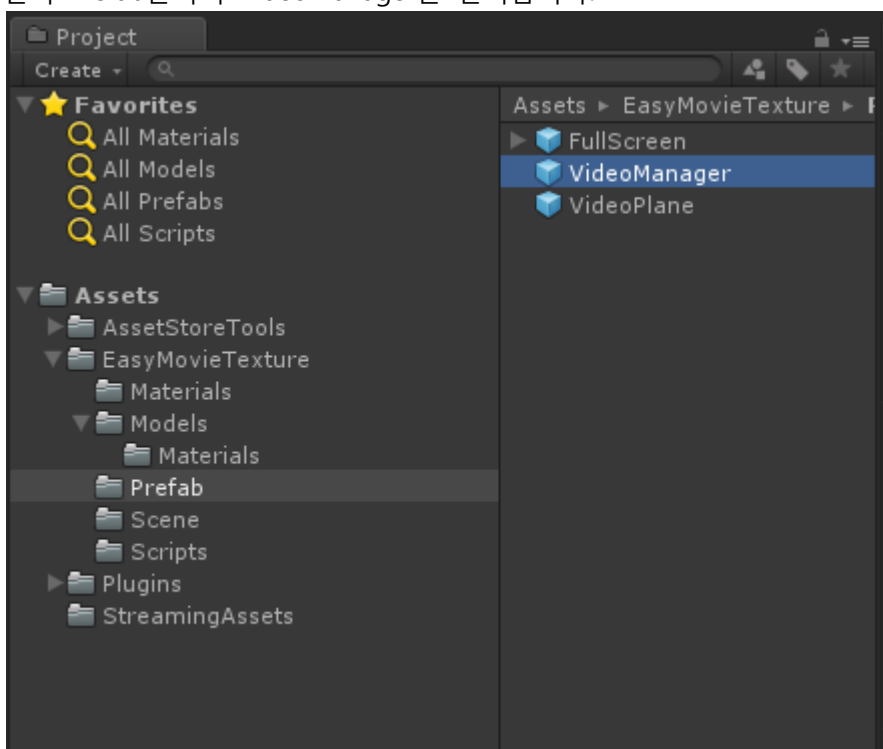 Project
Create
Favorites
All Materials
All Models
All Prefabs
All Scripts
Assets
AssetStoreTools
EasyMovieTexture
Materials
Models
Materials
Prefab
Scene
Scripts
Plugins
StreamingAssets
Assets ▸ EasyMovieTexture ▸
FullScreen
VideoManager
VideoPlane